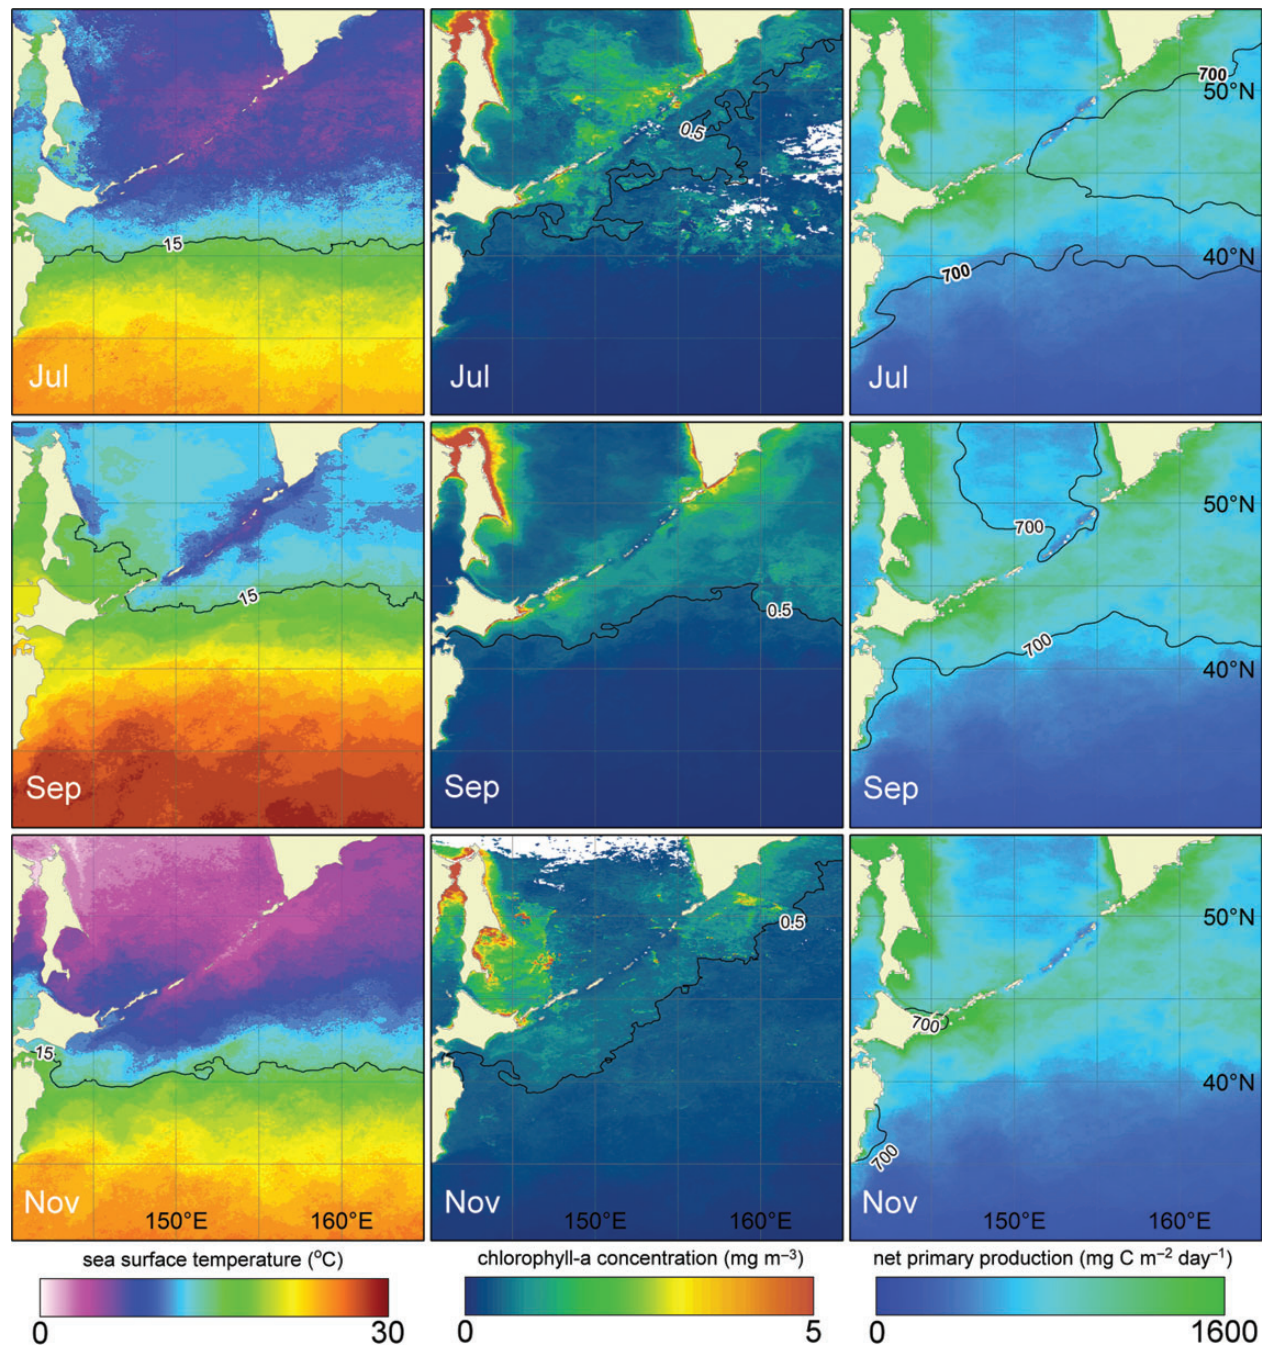 0.5
700
50°N
15
40°N
700
Jul
Jul
Jul
50°N
700
15
0.5
700
40°N
Sep
Sep
Sep
0.5
50°N
700
15
40°N
700
Nov
Nov
Nov
150°E
160°E
150°E
160°E
150°E
160°E
sea surface temperature (°C)
chlorophyll-a concentration (mg m⁻³)
net primary production (mg C m⁻² day⁻¹)
0
30
0
5
0
1600